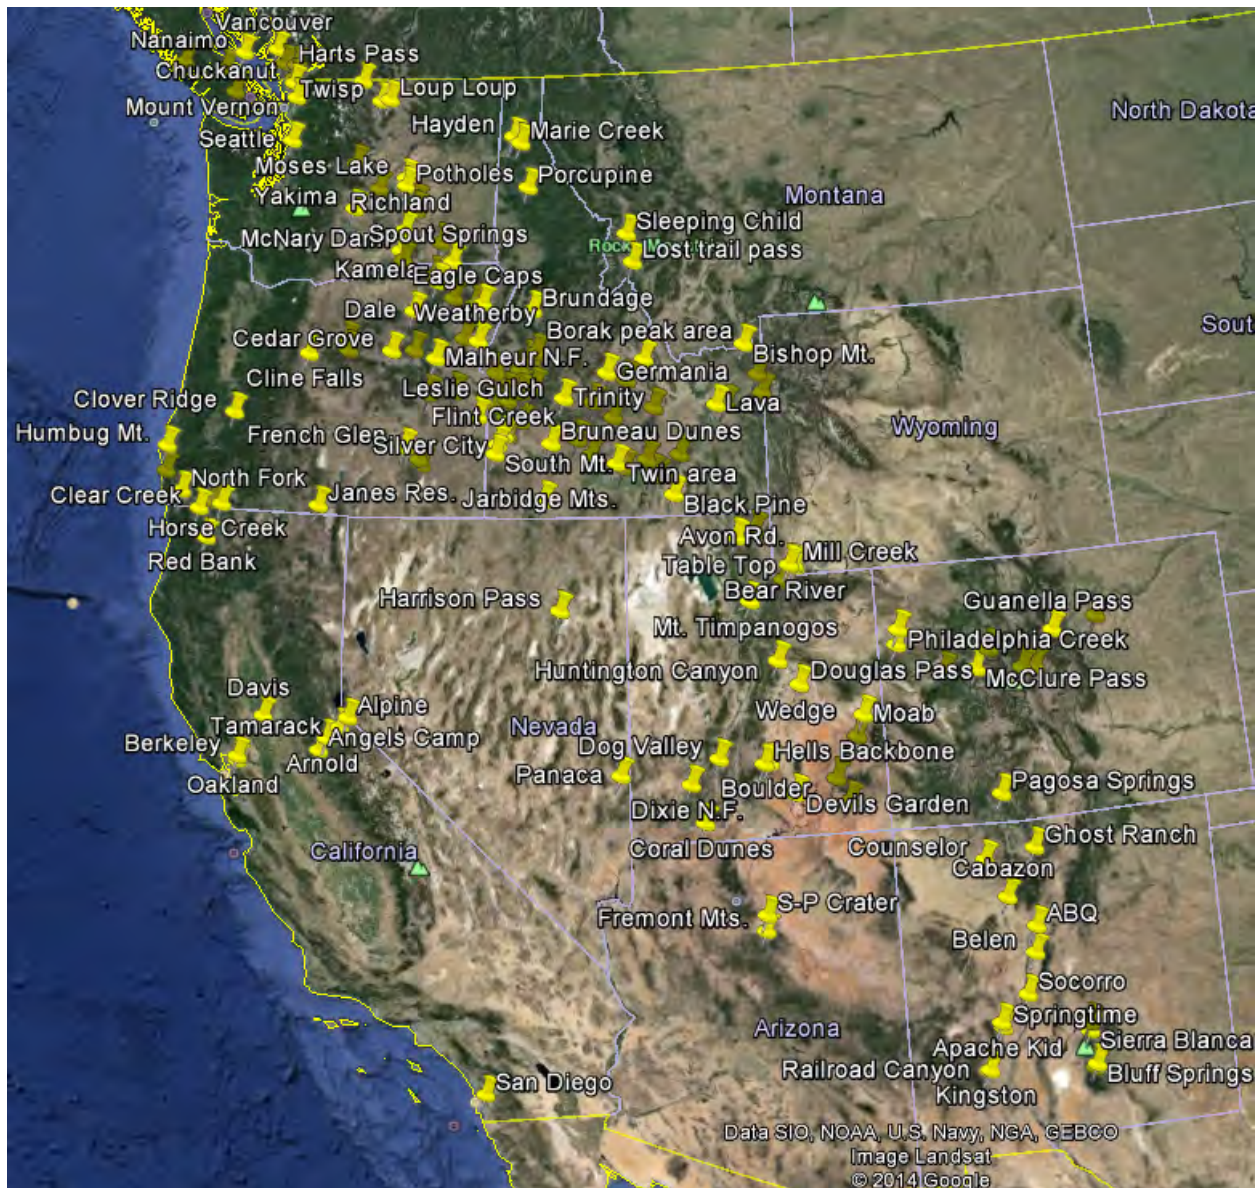 Vancouver
Nanaimo
Harts Pass
Chuckanut
Twisp
Loup Loup
Mount Vernon
North Dakota
Hayden
Marie Creek
Seattle
Moses Lake
Potholes
Porcupine
Yakima
Richland
Montana
Sleeping Child
McNary Dam
Spout Springs
Lost trail pass
Kamela
Eagle Caps
Brundage
Dale
Weatherby
Borak peak area
Cedar Grove
Malheur N.F.
Bishop Mt.
Germania
Cline Falls
Leslie Gulch
Trinity
Lava
Clover Ridge
Flint Creek
Wyoming
Humbug Mt.
French Glen
Silver City
Bruneau Dunes
South Mt.
Twin area
North Fork
Clear Creek
Janes Res.
Jarbidge Mts.
Black Pine
Horse Creek
Avon Rd.
Red Bank
Table Top
Mill Creek
Bear River
Harrison Pass
Guanella Pass
Mt. Timpanogos
Philadelphia Creek
Huntington Canyon
Douglas Pass
McClure Pass
Davis
Alpine
Wedge
Moab
Tamarack
Angels Camp
Nevada
Berkeley
Arnold
Dog Valley
Hells Backbone
Oakland
Panaca
Boulder
Devils Garden
Pagosa Springs
Dixie N.F.
Ghost Ranch
California
Coral Dunes
Counselor
Cabazon
S-P Crater
Fremont Mts.
ABQ
Belen
Socorro
Springtime
Arizona
Apache Kid
Sierra Blanca
Railroad Canyon
Bluff Springs
San Diego
Kingston
Data SIO, NOAA, U.S. Navy, NGA, GEBCO
Image Landsat
© 2014 Google